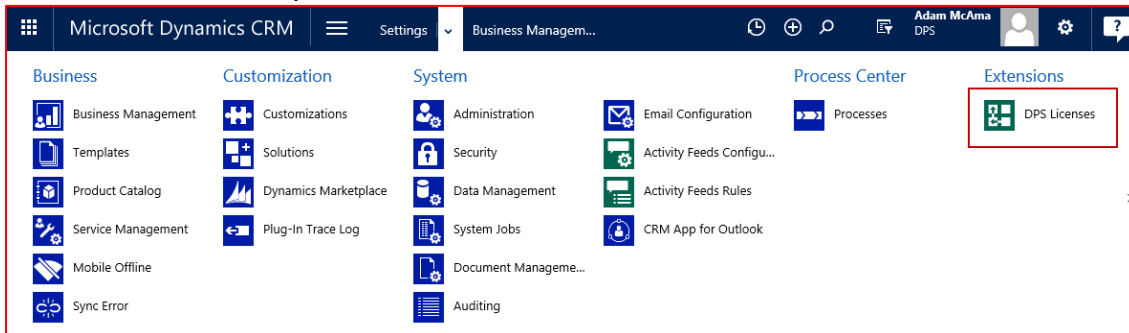 Microsoft Dynamics CRM
Settings
Business Managem...
Adam McAma
DPS
?
Business
Business Management
Templates
Product Catalog
Service Management
Mobile Offline
Sync Error
Customization
Customizations
Solutions
Dynamics Marketplace
Plug-In Trace Log
System
Administration
Security
Data Management
System Jobs
Document Manageme...
Auditing
Email Configuration
Activity Feeds Configu...
Activity Feeds Rules
CRM App for Outlook
Process Center
Processes
Extensions
DPS Licenses